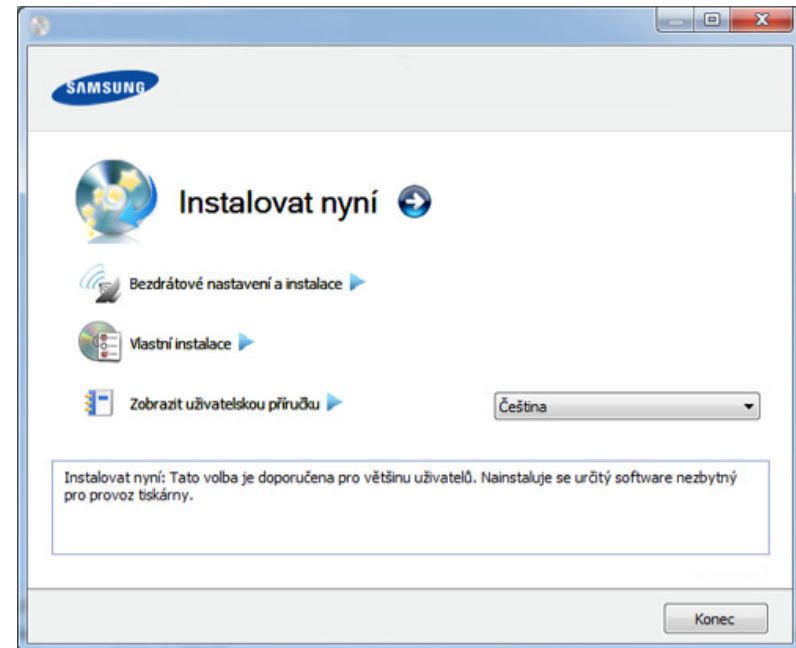 SAMSUNG
Instalovat nyní
Bezdrátové nastavení a instalace
Vlastní instalace
Zobrazit uživatelskou příručku
Čeština
Instalovat nyní: Tato volba je doporučena pro většinu uživatelů. Nainstaluje se určitý software nezbytný
pro provoz tiskárny.
Konec